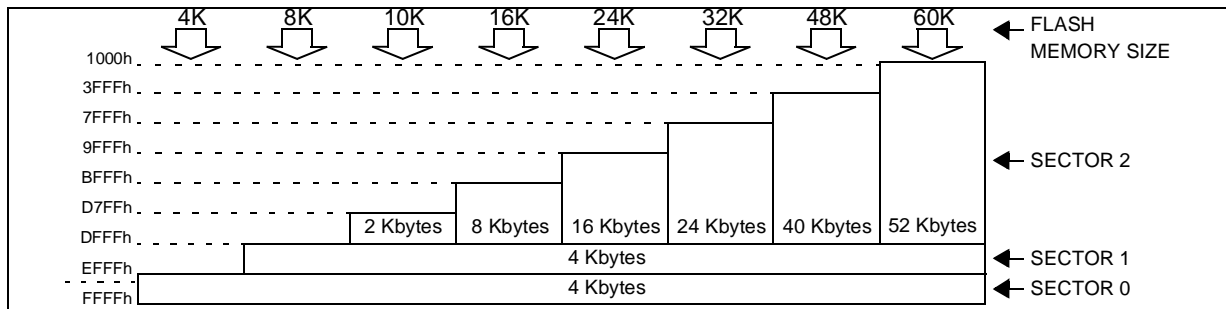 4K 8K 10K 16K 24K 32K 48K 60K
FLASH
MEMORY SIZE
1000h
3FFFh
7FFFh
9FFFh
BFFFh
SECTOR 2
D7FFh
2 Kbytes 8 Kbytes 16 Kbytes 24 Kbytes 40 Kbytes 52 Kbytes
DFFFh
4 Kbytes
SECTOR 1
EFFFh
4 Kbytes
SECTOR 0
FFFFh